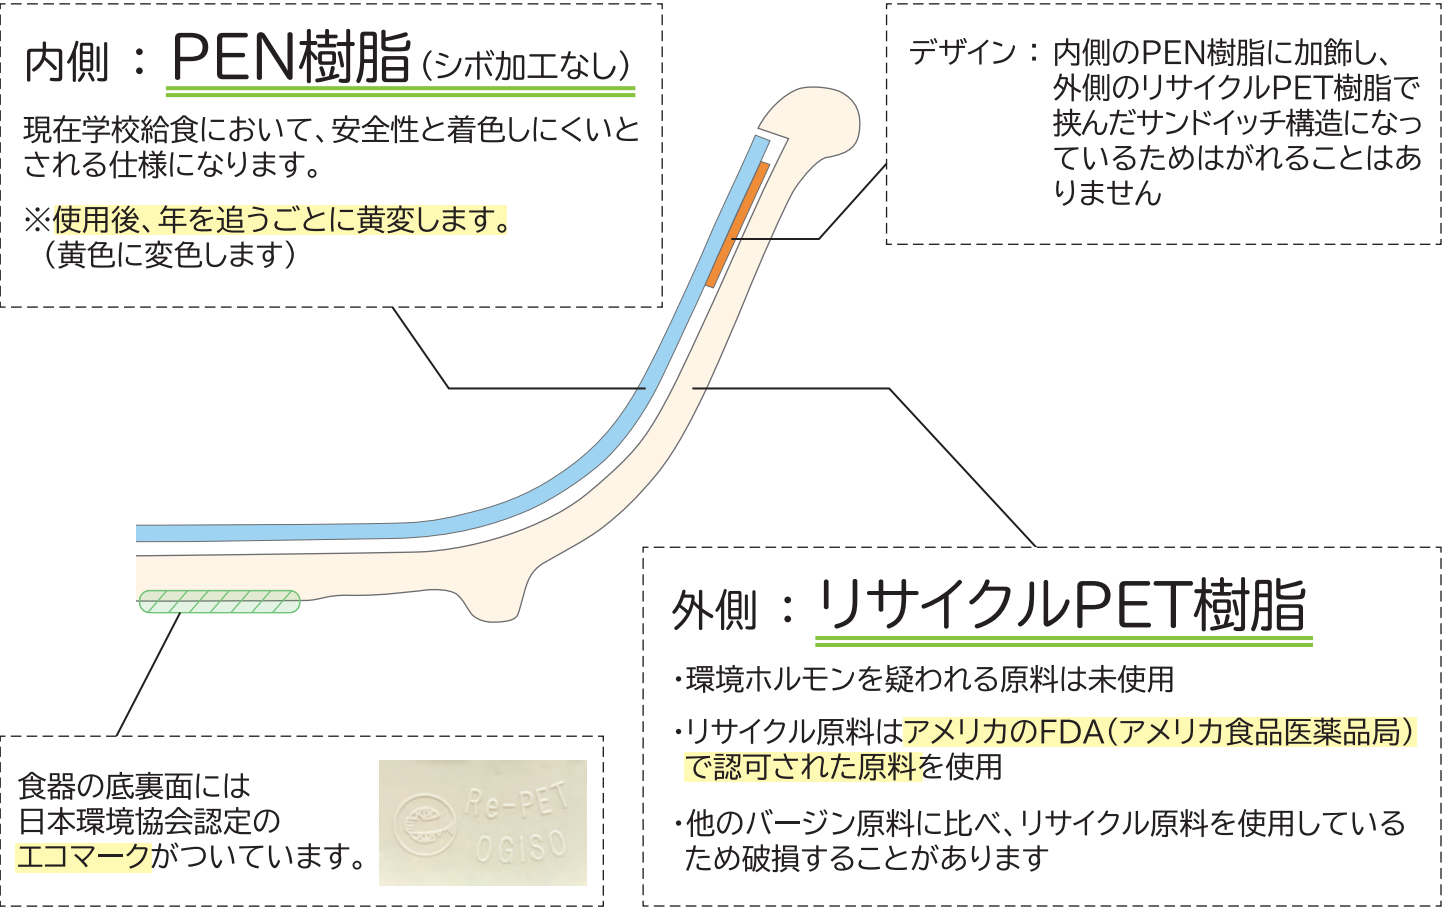 内側 : PEN樹脂(シボ加工なし)
現在学校給食において、安全性と着色しにくいと
される仕様になります。
※使用後、年を追うごとに黄変します。
(黄色に変色します)
デザイン : 内側のPEN樹脂に加飾し、
外側のリサイクルPET樹脂で
挟んだサンドイッチ構造になっ
ているためはがれることはあ
りません
外側 : リサイクルPET樹脂
・環境ホルモンを疑われる原料は未使用
・リサイクル原料はアメリカのFDA(アメリカ食品医薬品局)
で認可された原料を使用
・他のバージン原料に比べ、リサイクル原料を使用している
ため破損することがあります
食器の底裏面には
日本環境協会認定の
エコマークがついています。
Re-PET
OGISO